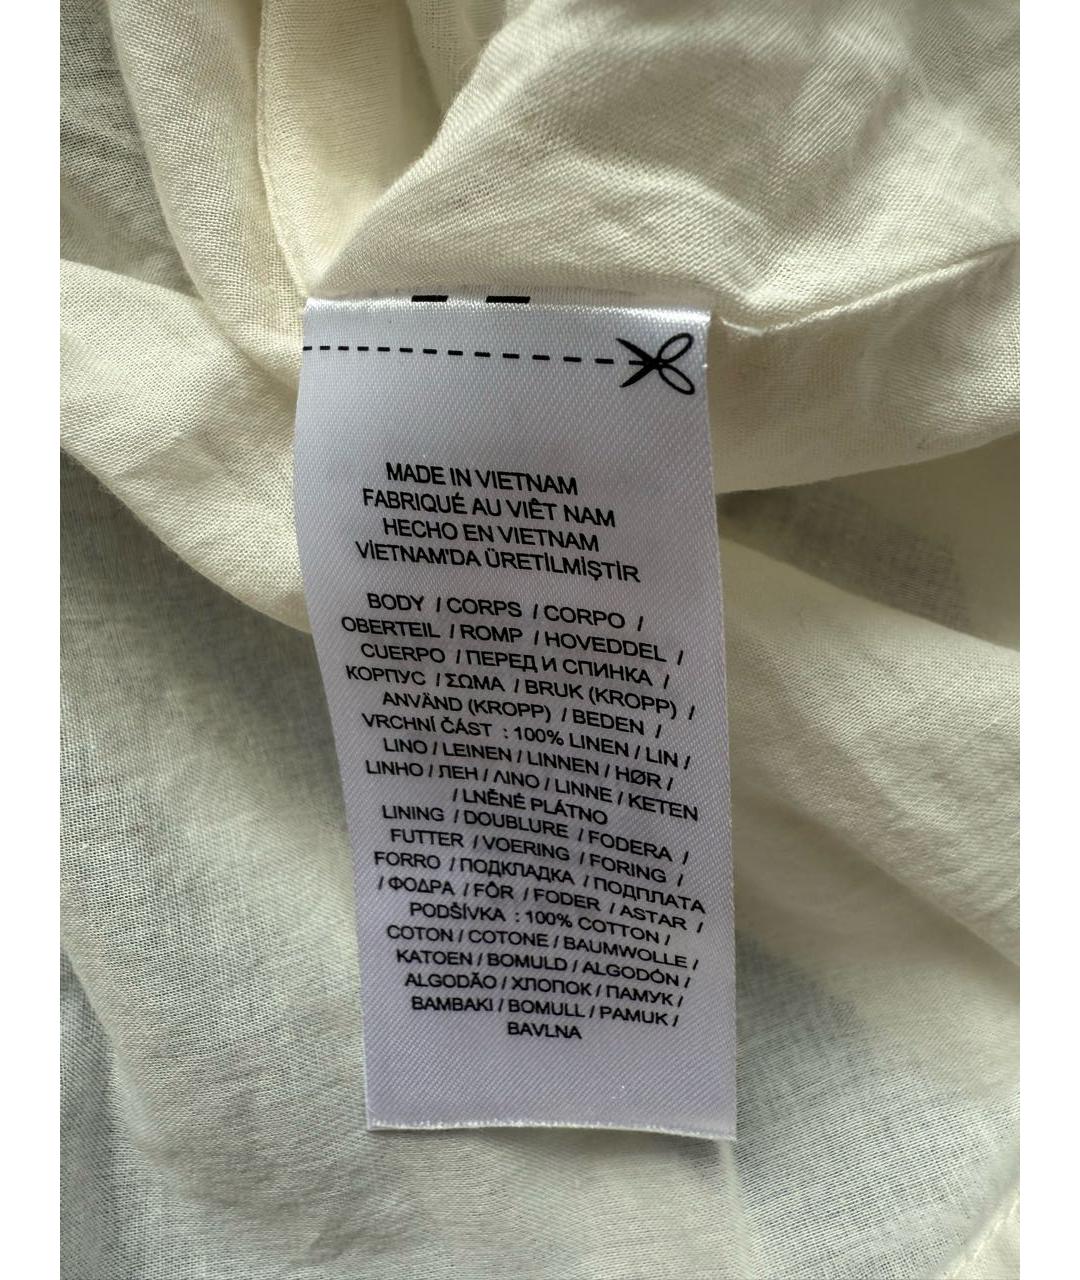 MADE IN VIETNAM
FABRIQUÉ AU VIÊT NAM
HECHO EN VIETNAM
VİETNAM'DA ÜRETİLMİŞTİR
BODY / CORPS / CORPO /
OBERTEIL / ROMP / HOVEDDEL /
CUERPO / ПЕРЕД И СПИНКА /
КОРПУС / ΣΩΜΑ / BRUK (KROPP) /
ANVÄND (KROPP) / BEDEN /
VRCHNÍ ČÁST : 100% LINEN / LIN /
LINO / LEINEN / LINNEN / HØR /
LINHO / ЛЕН / ΛΙΝΟ / LINNE / KETEN
/ LNĚNÉ PLÁTNO
LINING / DOUBLURE / FODERA /
FUTTER / VOERING / FORING /
FORRO / ПОДКЛАДКА / ПОДПЛАТА
/ ΦΟΔΡΑ / FÔR / FODER / ASTAR /
PODŠÍVKA : 100% COTTON /
COTON / COTONE / BAUMWOLLE /
KATOEN / BOMULD / ALGODÓN /
ALGODÃO / ХЛОПОК / ПАМУК /
ΒΑΜΒΑΚΙ / BOMULL / PAMUK /
BAVLNA